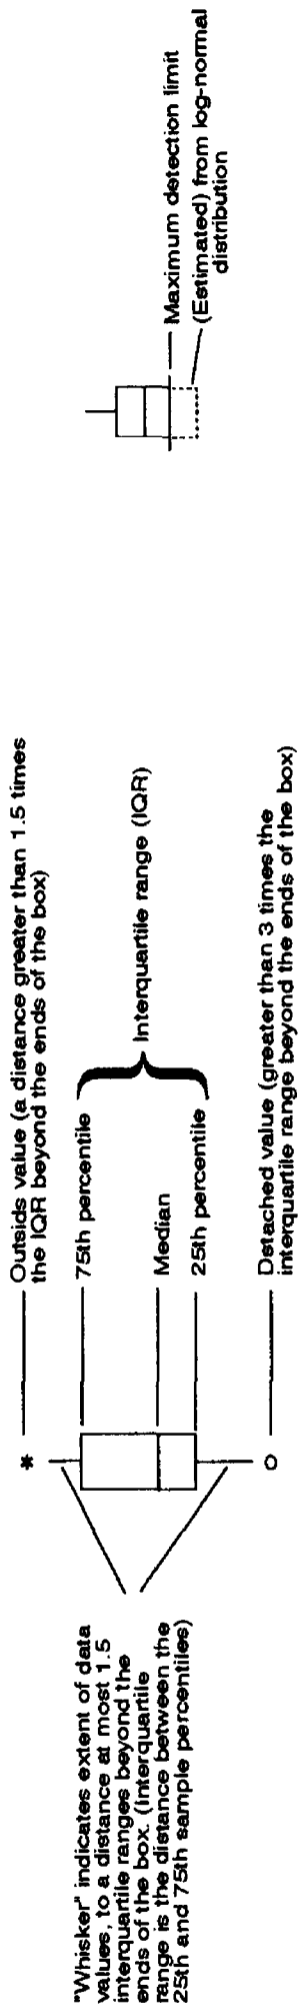 "Whisker" indicates extent of data
values, to a distance at most 1.5
interquartile ranges beyond the
ends of the box. (Interquartile
range is the distance between the
25th and 75th sample percentiles)
*
Outsids value (a distance greater than 1.5 times
the IQR beyond the ends of the box)
75th percentile
Median
25th percentile
Interquartile range (IQR)
Detached value (greater than 3 times the
interquartile range beyond the ends of the box)
Maximum detection limit
(Estimated) from log-normal
distribution